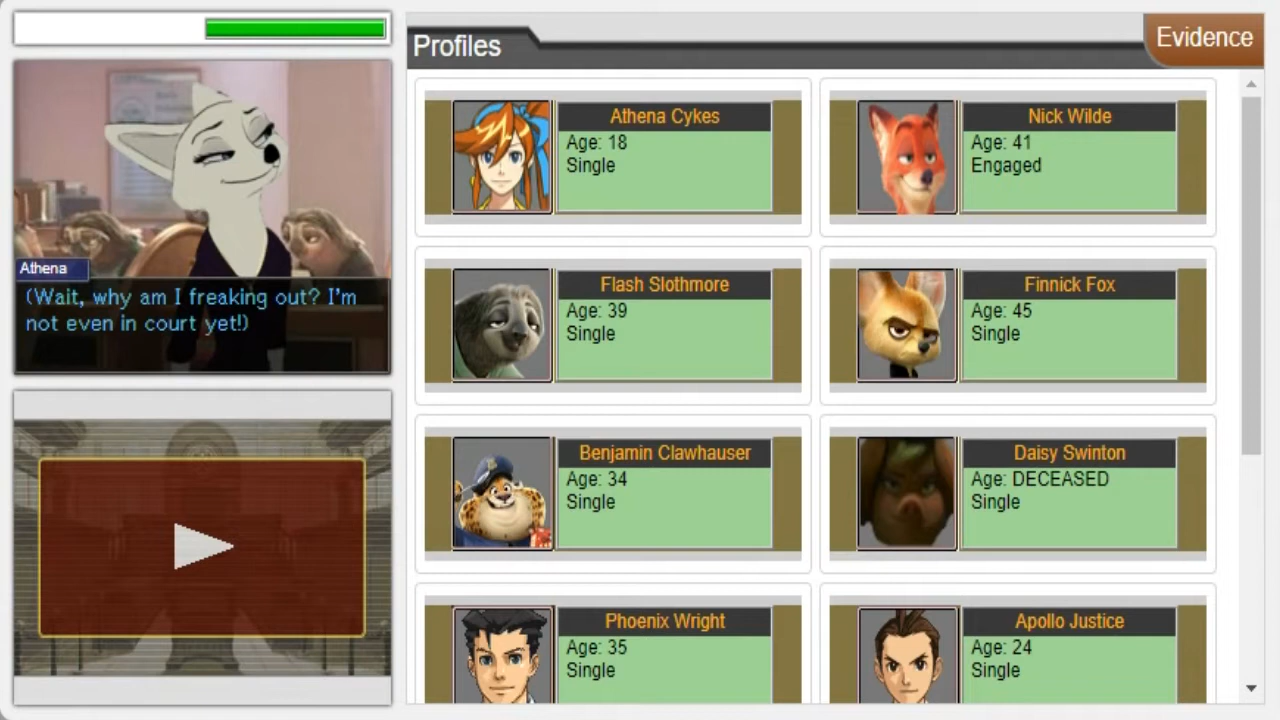 Profiles
Evidence
Athena Cykes
Age: 18
Single
Nick Wilde
Age: 41
Engaged
Athena
(Wait, why am I freaking out? I'm
not even in court yet!)
Flash Slothmore
Age: 39
Single
Finnick Fox
Age: 45
Single
Benjamin Clawhauser
Age: 34
Single
Daisy Swinton
Age: DECEASED
Single
Phoenix Wright
Age: 35
Single
Apollo Justice
Age: 24
Single